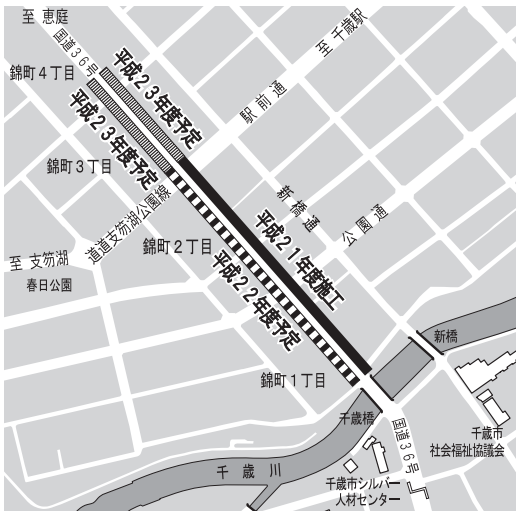 至 恵庭
国道36号
至 千歳駅
錦町4丁目
平成23年度予定
駅前通
平成23年度予定
錦町3丁目
新橋通
道道支笏湖公園線
公園通
平成21年度施工
錦町2丁目
至 支笏湖
春日公園
平成22年度予定
新橋
錦町1丁目
千歳橋
国道36号
千歳市
社会福祉協議会
千歳川
千歳市シルバー
人材センター